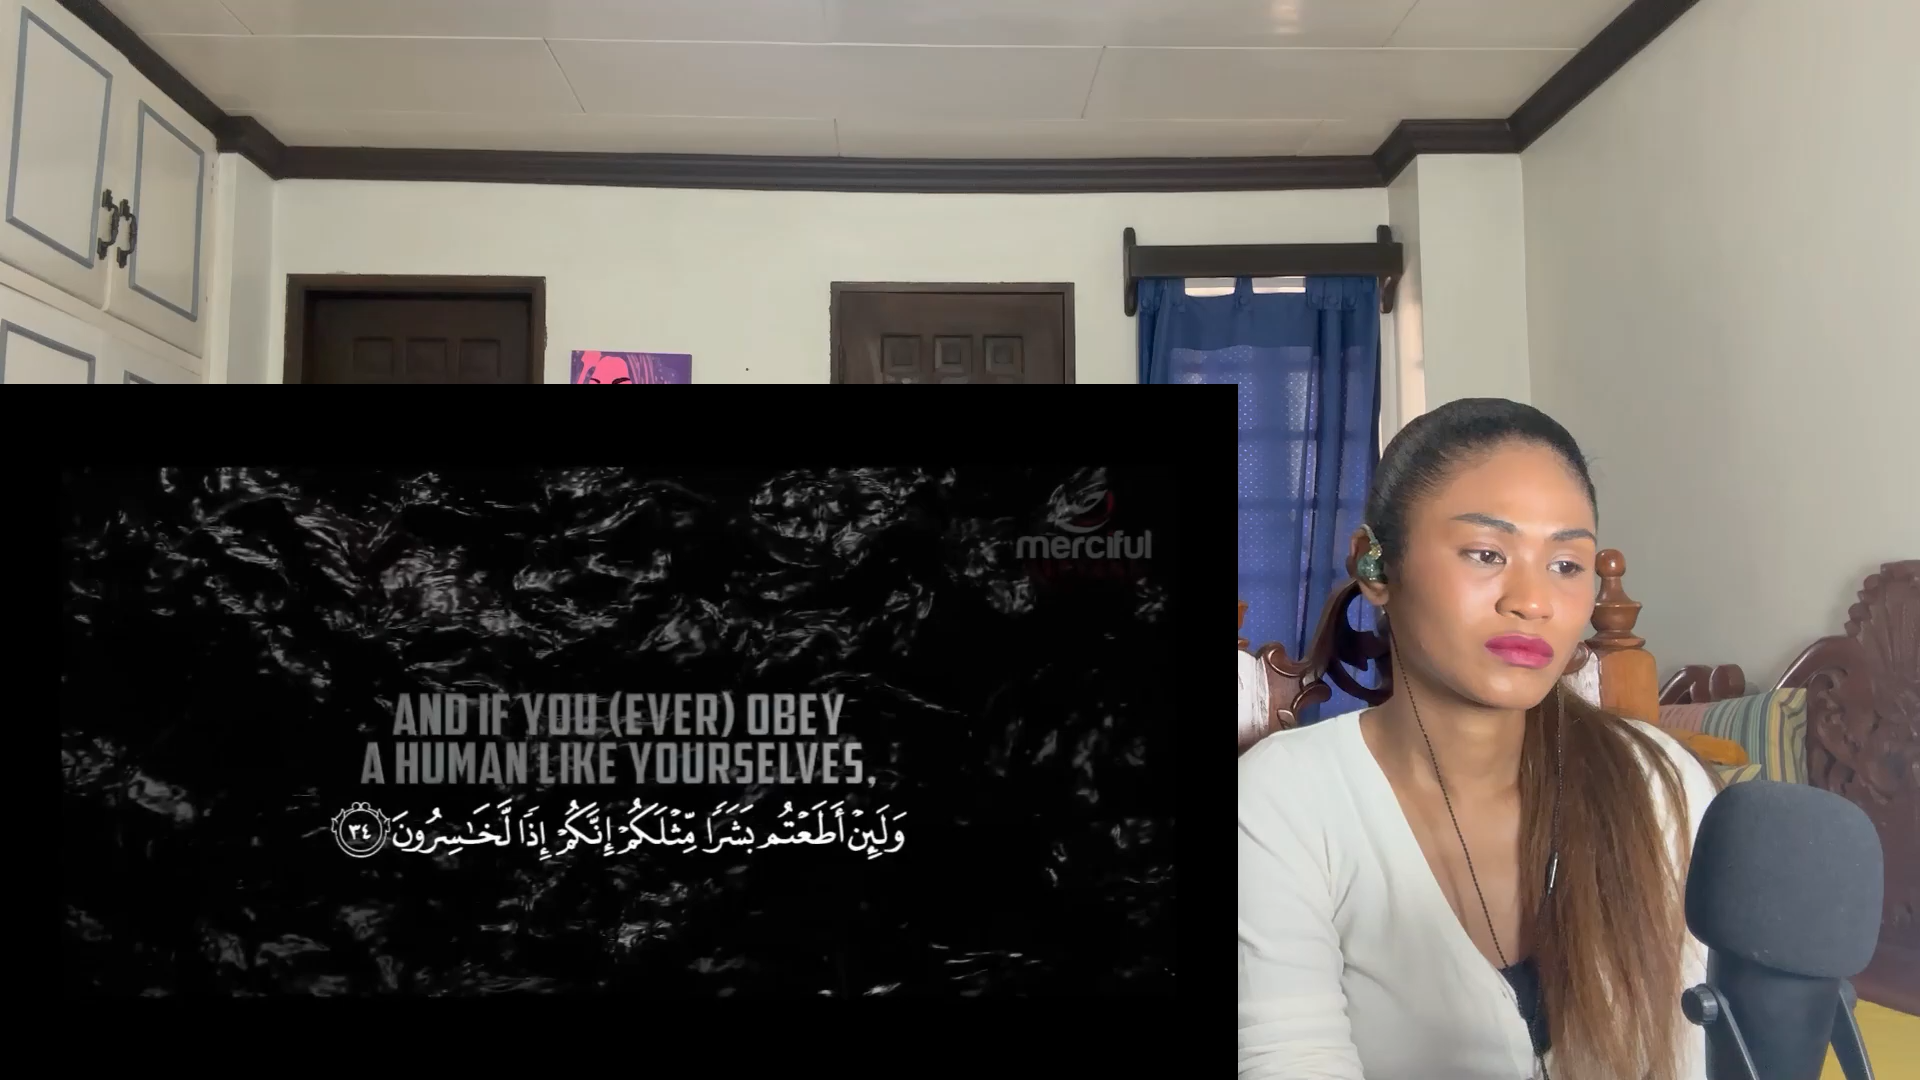 merciful
AND IF YOU (EVER) OBEY
A HUMAN LIKE YOURSELVES,
وَلَئِنْ أَطَعْتُم بَشَرًا مِّثْلَكُمْ إِنَّكُمْ إِذًا لَّخَـٰسِرُونَ ٣٤